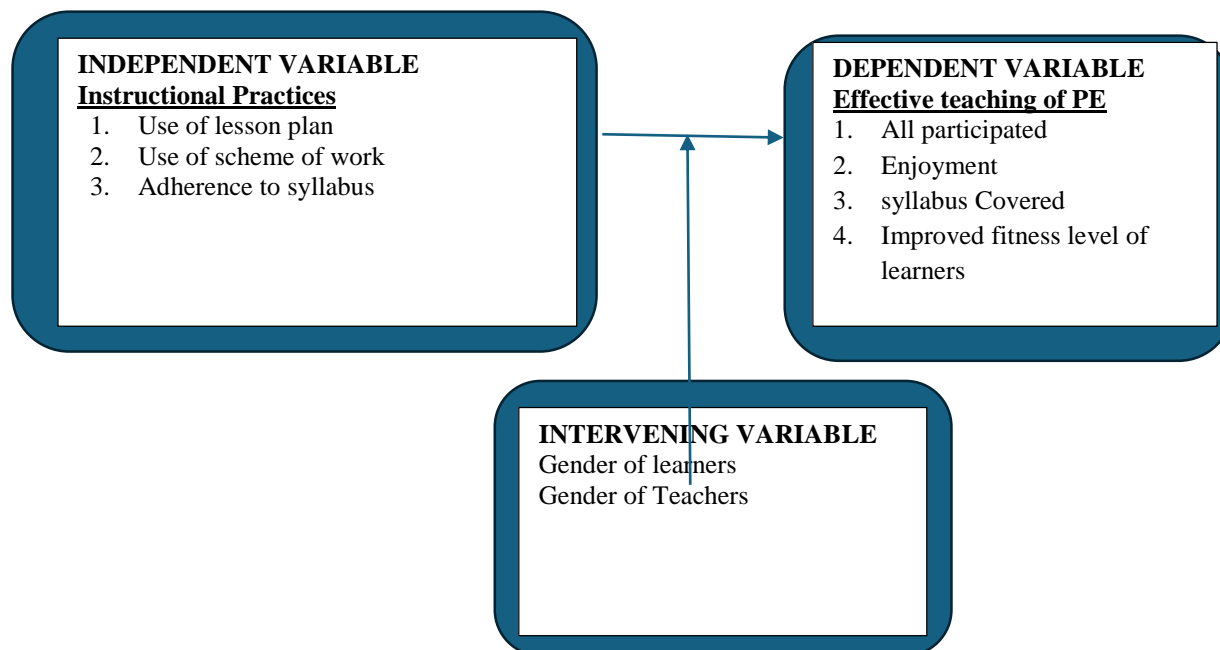 INDEPENDENT VARIABLE
Instructional Practices
1. Use of lesson plan
2. Use of scheme of work
3. Adherence to syllabus
DEPENDENT VARIABLE
Effective teaching of PE
1. All participated
2. Enjoyment
3. syllabus Covered
4. Improved fitness level of
learners
INTERVENING VARIABLE
Gender of learners
Gender of Teachers